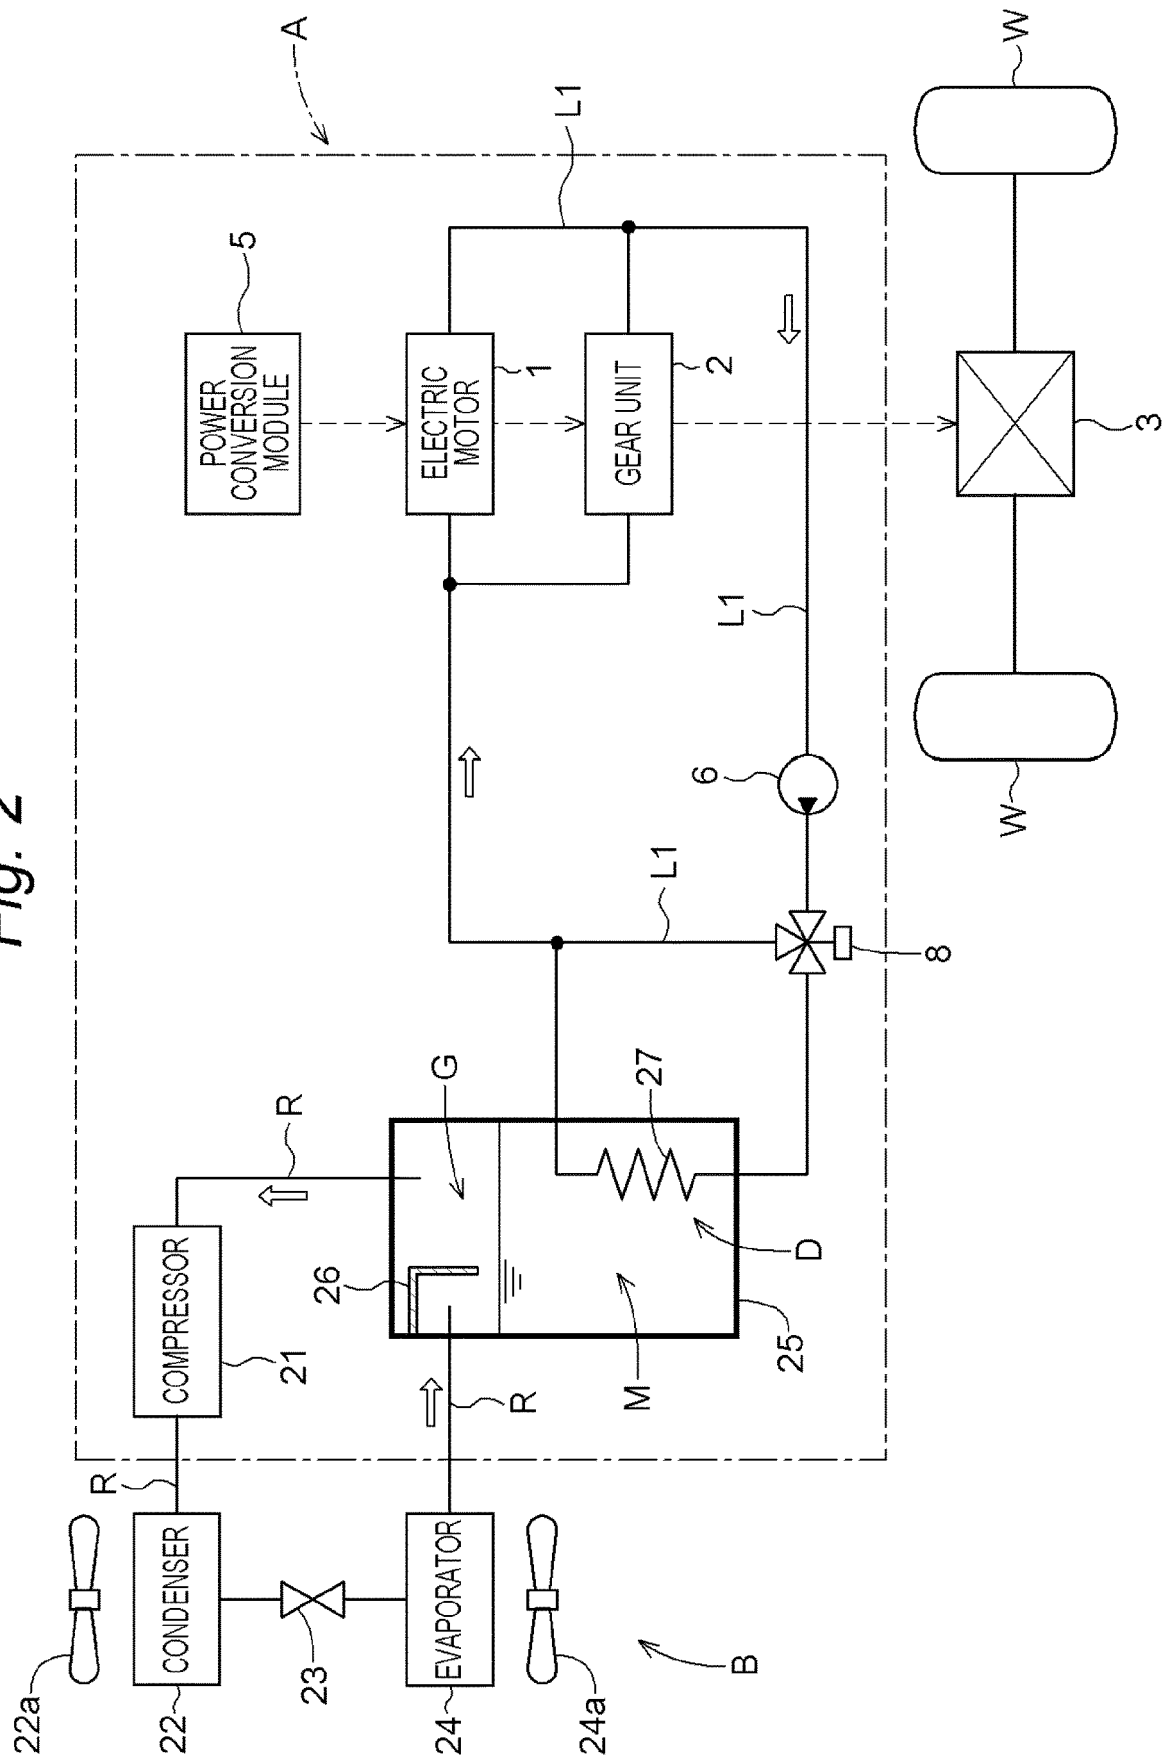 Fig. 2
22a
R
22
CONDENSER
COMPRESSOR
POWER
CONVERSION
MODULE
5
21
R
A
23
26
24
EVAPORATOR
G
ELECTRIC
MOTOR
R
1
L1
24a
GEAR UNIT
M
27
L1
6
2
L1
B
25
D
8
W
W
3